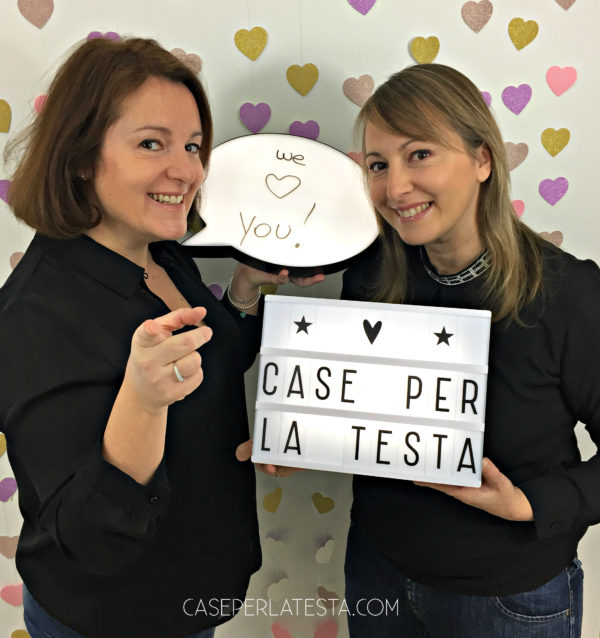 we
♡
you!
★ ♥ ★
CASE PER
LA TESTA
CASEPERLATESTA.COM